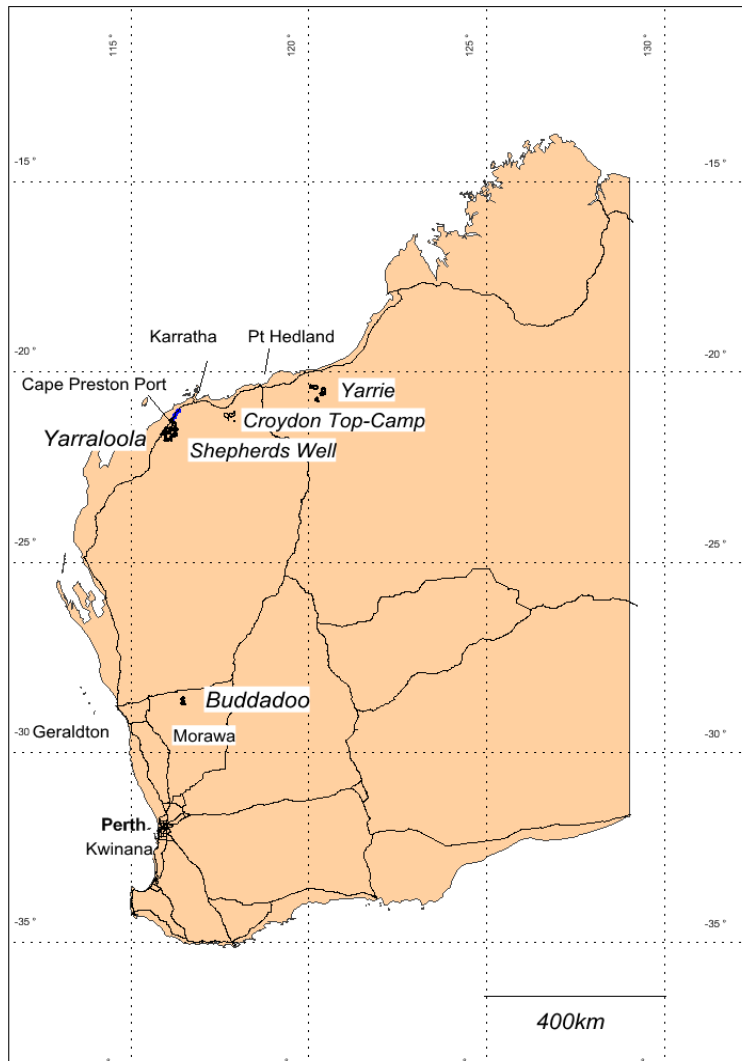 115 °
120 °
125 °
130 °
-15 °
-15 °
Karratha
Pt Hedland
-20 °
-20 °
Cape Preston Port
Yarrie
Croydon Top-Camp
Yarraloola
Shepherds Well
-25 °
-25 °
Buddadoo
Geraldton
Morawa
-30 °
-30 °
Perth
Kwinana
-35 °
-35 °
400km